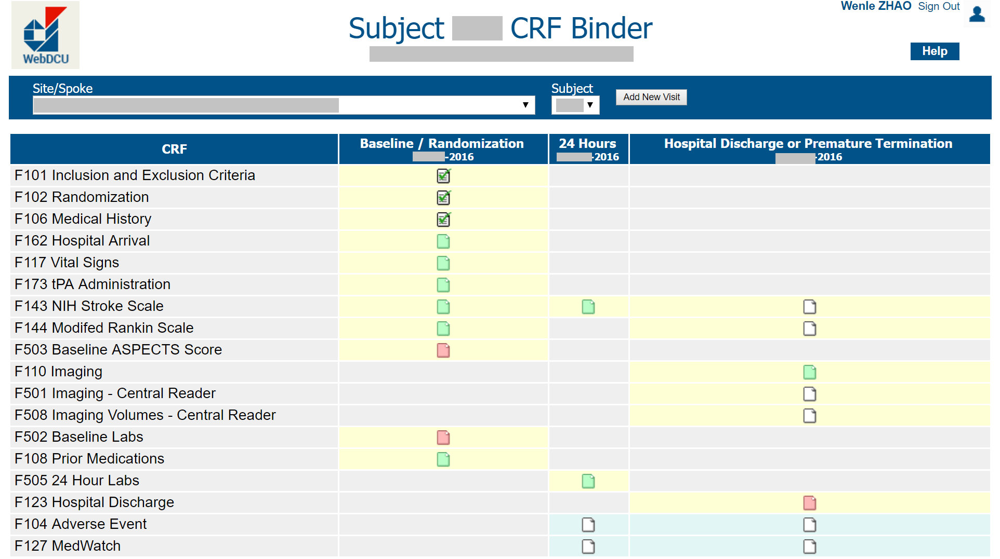 WebDCU
Wenle ZHAO Sign Out
Subject CRF Binder
Help
Site/Spoke
Subject
Add New Visit
CRF
Baseline / Randomization
-2016
24 Hours
-2016
Hospital Discharge or Premature Termination
-2016
F101 Inclusion and Exclusion Criteria
F102 Randomization
F106 Medical History
F162 Hospital Arrival
F117 Vital Signs
F173 tPA Administration
F143 NIH Stroke Scale
F144 Modifed Rankin Scale
F503 Baseline ASPECTS Score
F110 Imaging
F501 Imaging - Central Reader
F508 Imaging Volumes - Central Reader
F502 Baseline Labs
F108 Prior Medications
F505 24 Hour Labs
F123 Hospital Discharge
F104 Adverse Event
F127 MedWatch